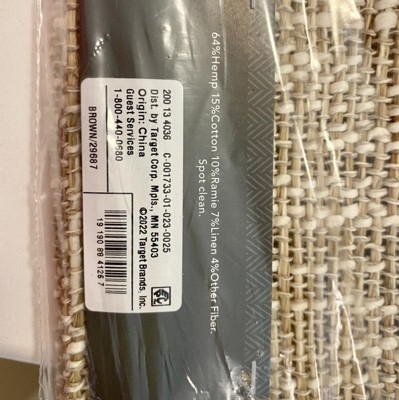 64%Hemp 15%Cotton 10%Ramie 7%Linen 4%Other Fiber.
Spot clean.
200 13 4036 C-001733-01-023-0025
Dist. by Target Corp. Mpls., MN 55403
Origin: China ©2022 Target Brands, Inc.
Guest Services
1-800-440-0680
BROWN/29687
19 190 88 4126 7